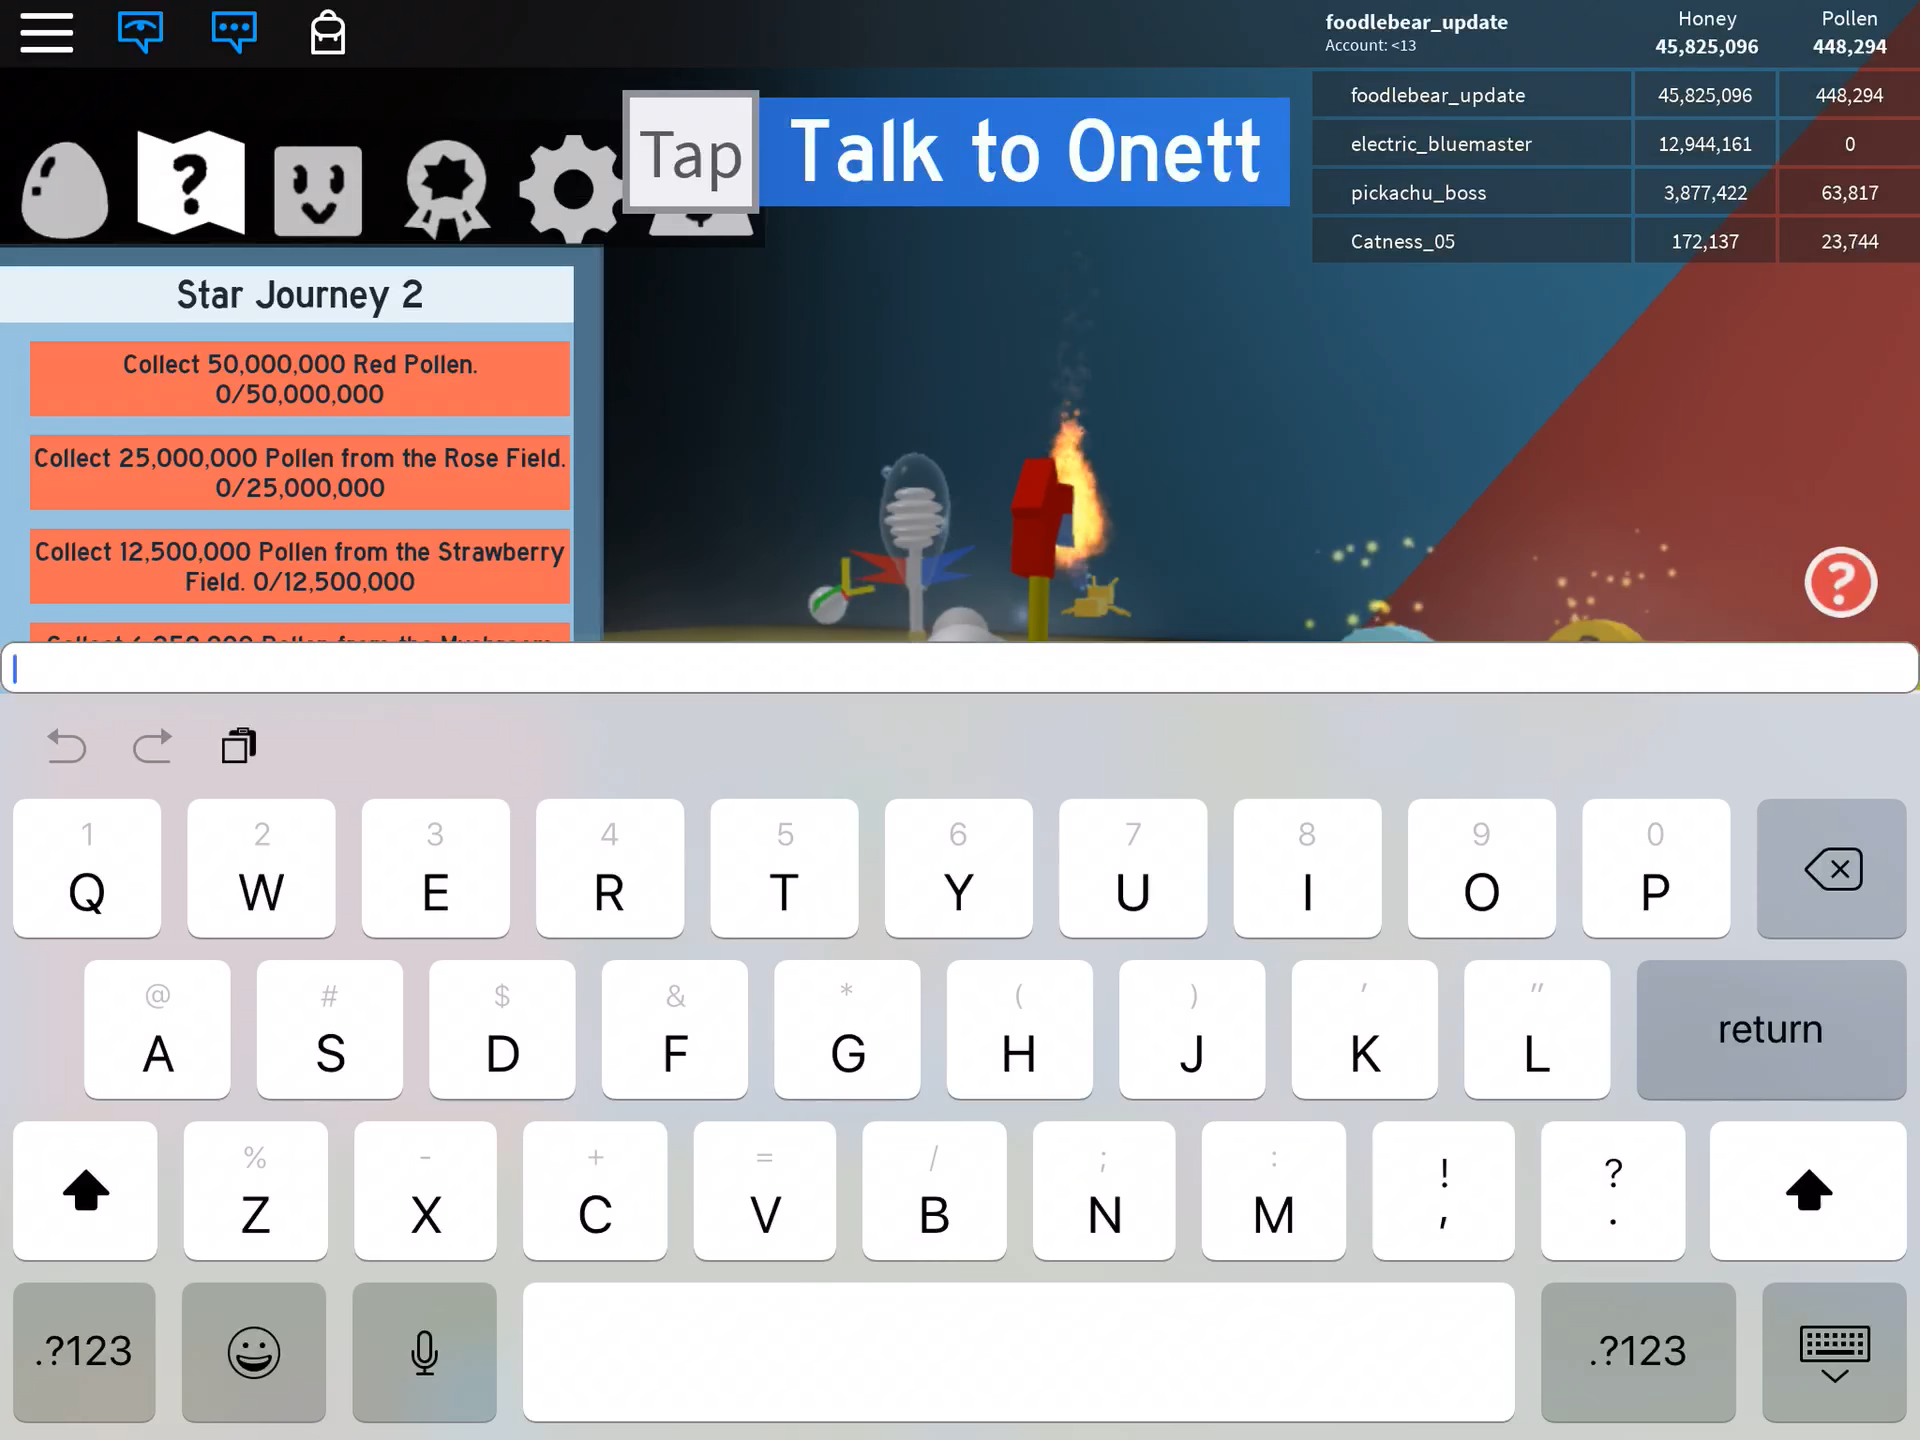 foodlebear_update
Account: <13
Honey
45,825,096
Pollen
448,294
foodlebear_update 45,825,096 448,294
electric_bluemaster 12,944,161 0
pickachu_boss 3,877,422 63,817
Catness_05 172,137 23,744
Tap
Talk to Onett
?
Star Journey 2
Collect 50,000,000 Red Pollen.
0/50,000,000
Collect 25,000,000 Pollen from the Rose Field.
0/25,000,000
Collect 12,500,000 Pollen from the Strawberry
Field. 0/12,500,000
Pollen from the
?
1 2 3 4 5 6 7 8 9 0
Q W E R T Y U I O P
@ # $ & * ( ) ' "
A S D F G H J K L return
% - + = / ; : ! ?
Z X C V B N M , .
.?123 .?123